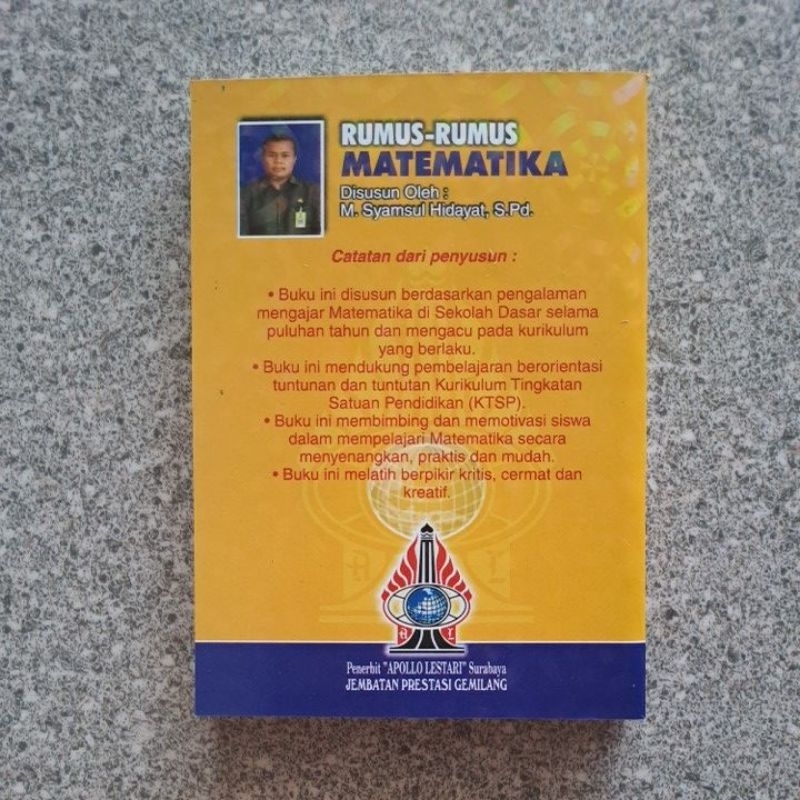 RUMUS-RUMUS
MATEMATIKA
Disusun Oleh :
M. Syamsul Hidayat, S.Pd.
Catatan dari penyusun :
• Buku ini disusun berdasarkan pengalaman
mengajar Matematika di Sekolah Dasar selama
puluhan tahun dan mengacu pada kurikulum
yang berlaku.
• Buku ini mendukung pembelajaran berorientasi
tuntunan dan tuntutan Kurikulum Tingkatan
Satuan Pendidikan (KTSP).
• Buku ini membimbing dan memotivasi siswa
dalam mempelajari Matematika secara
menyenangkan, praktis dan mudah.
• Buku ini melatih berpikir kritis, cermat dan
kreatif.
A L
Penerbit "APOLLO LESTARI" Surabaya
JEMBATAN PRESTASI GEMILANG